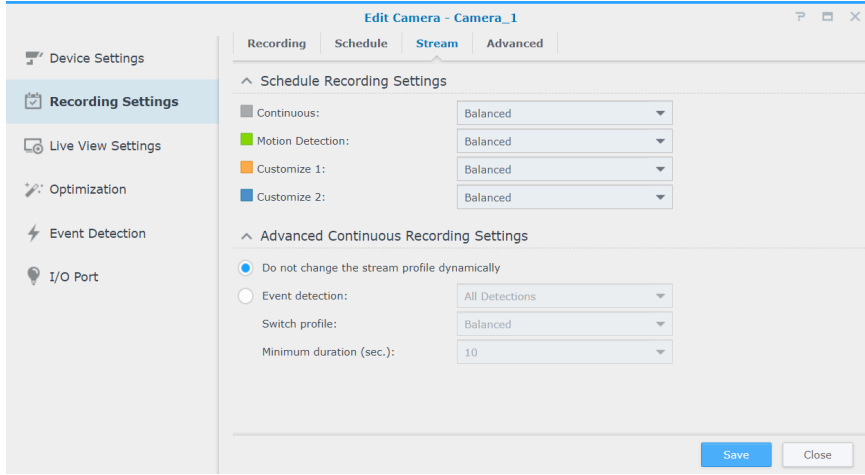 Edit Camera - Camera_1
Device Settings
Recording Settings
Live View Settings
Optimization
Event Detection
I/O Port
Recording Schedule Stream Advanced
Schedule Recording Settings
Continuous: Balanced
Motion Detection: Balanced
Customize 1: Balanced
Customize 2: Balanced
Advanced Continuous Recording Settings
Do not change the stream profile dynamically
Event detection: All Detections
Switch profile: Balanced
Minimum duration (sec.): 10
Save Close